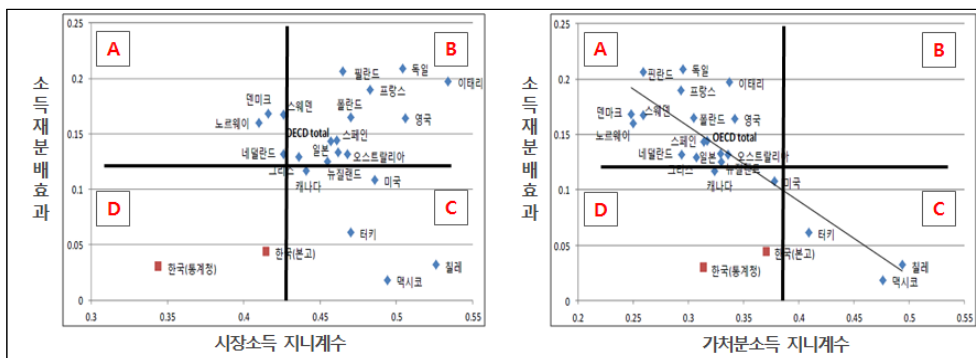 0.25
0.2
0.15
0.1
0.05
0
소득재분배효과
A
B
D
C
필란드
독일
이태리
프랑스
덴마크
스웨덴
폴란드
영국
노르웨이
OECD total
스페인
네덜란드
일본
오스트랄리아
그리스
뉴질랜드
캐나다
미국
터키
한국(본고)
한국(통계청)
칠레
맥시코
0.3
0.35
0.4
0.45
0.5
0.55
시장소득 지니계수
0.25
0.2
0.15
0.1
0.05
0
소득재분배효과
A
B
D
C
핀란드
독일
이태리
프랑스
덴마크
스웨덴
폴란드
영국
노르웨이
스페인
OECD total
네덜란드
일본
오스트랄리아
그리스
뉴질랜드
캐나다
미국
터키
한국(본고)
한국(통계청)
칠레
맥시코
0.2
0.25
0.3
0.35
0.4
0.45
0.5
0.55
가처분소득 지니계수